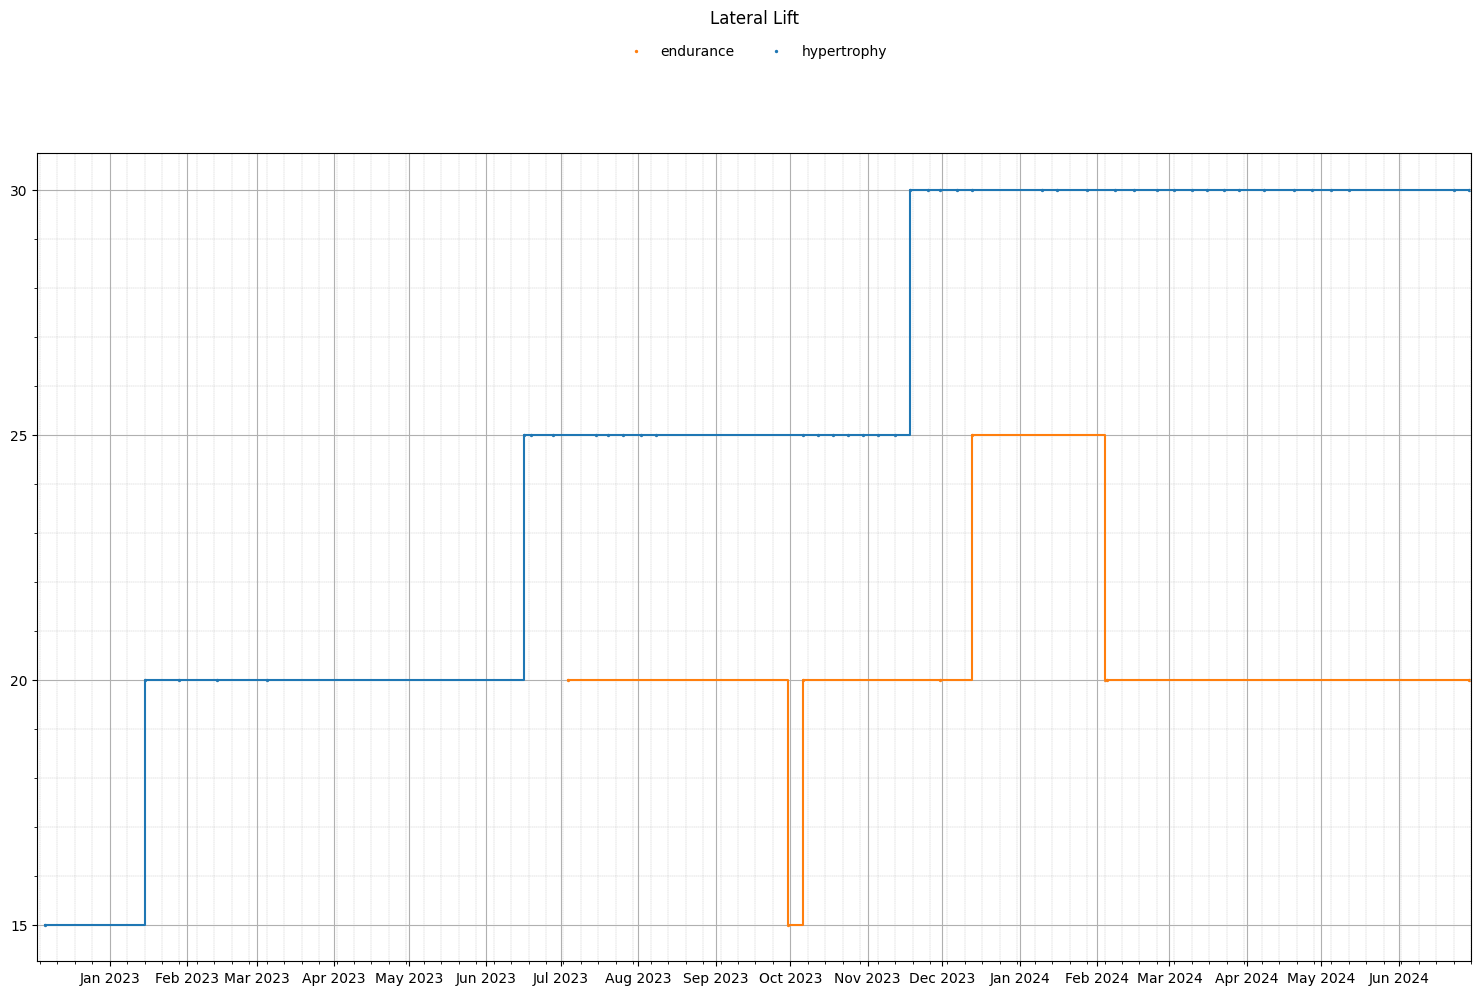 Lateral Lift
endurance hypertrophy
30
25
20
15
Jan 2023 Feb 2023 Mar 2023 Apr 2023 May 2023 Jun 2023 Jul 2023 Aug 2023 Sep 2023 Oct 2023 Nov 2023 Dec 2023 Jan 2024 Feb 2024 Mar 2024 Apr 2024 May 2024 Jun 2024